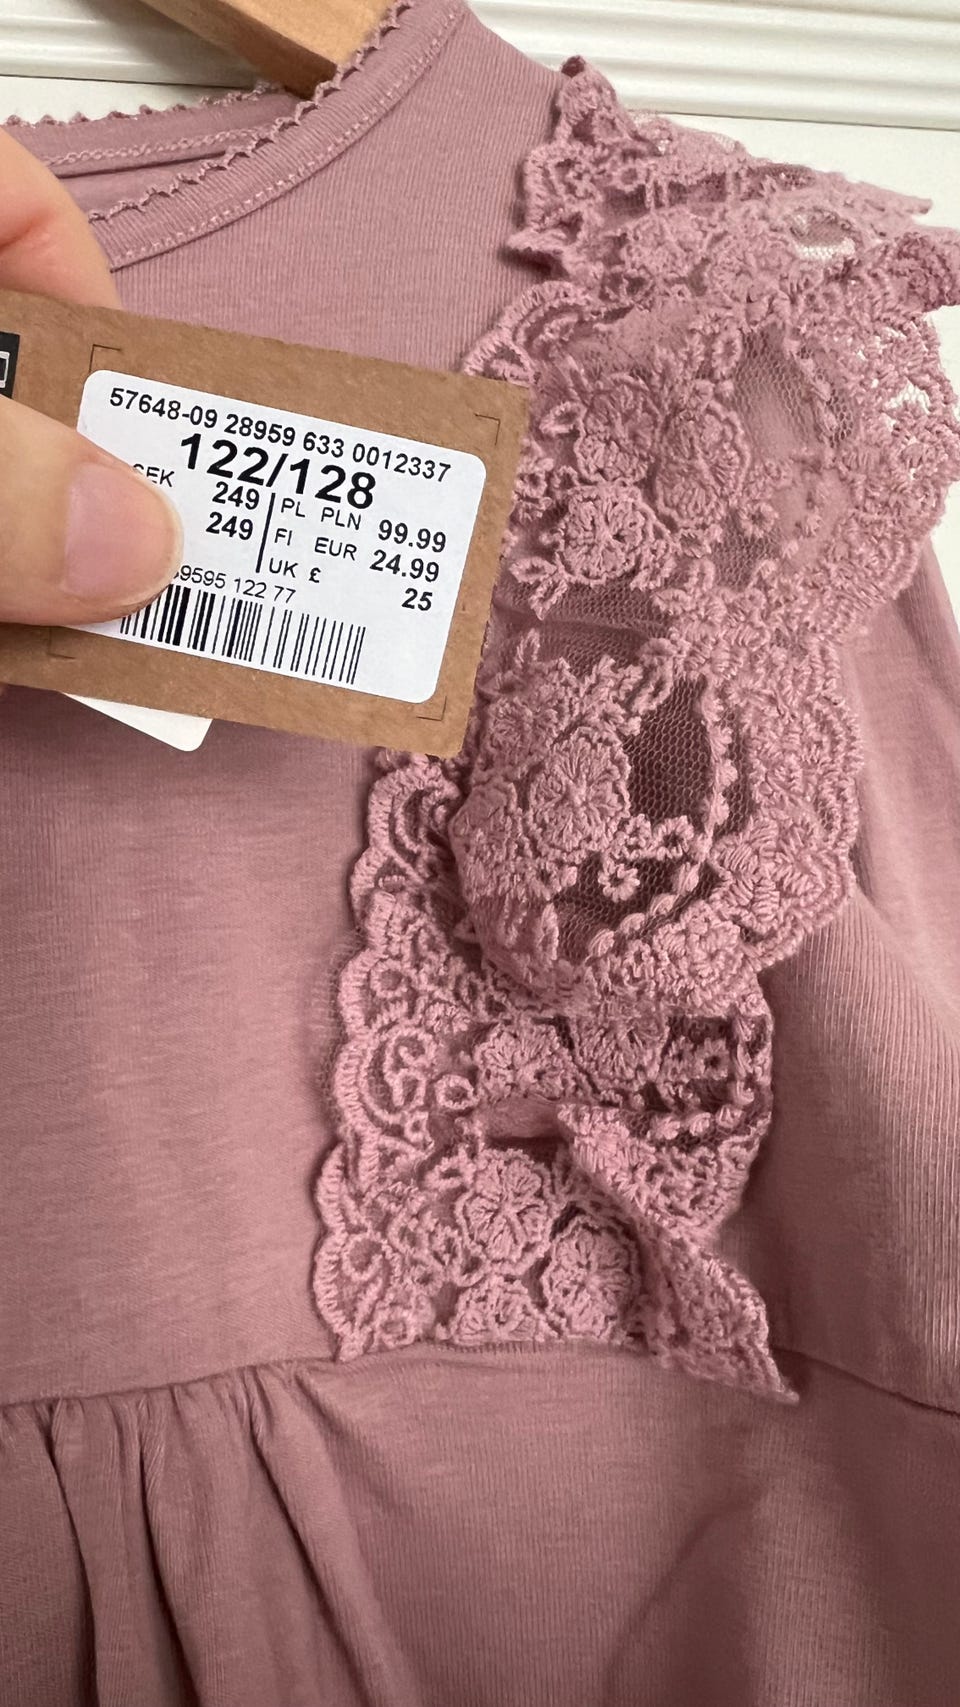 57648-09 28959 633 0012337
122/128
SEK 249 PL PLN 99.99
249 FI EUR 24.99
UK £ 25
9595 122 77